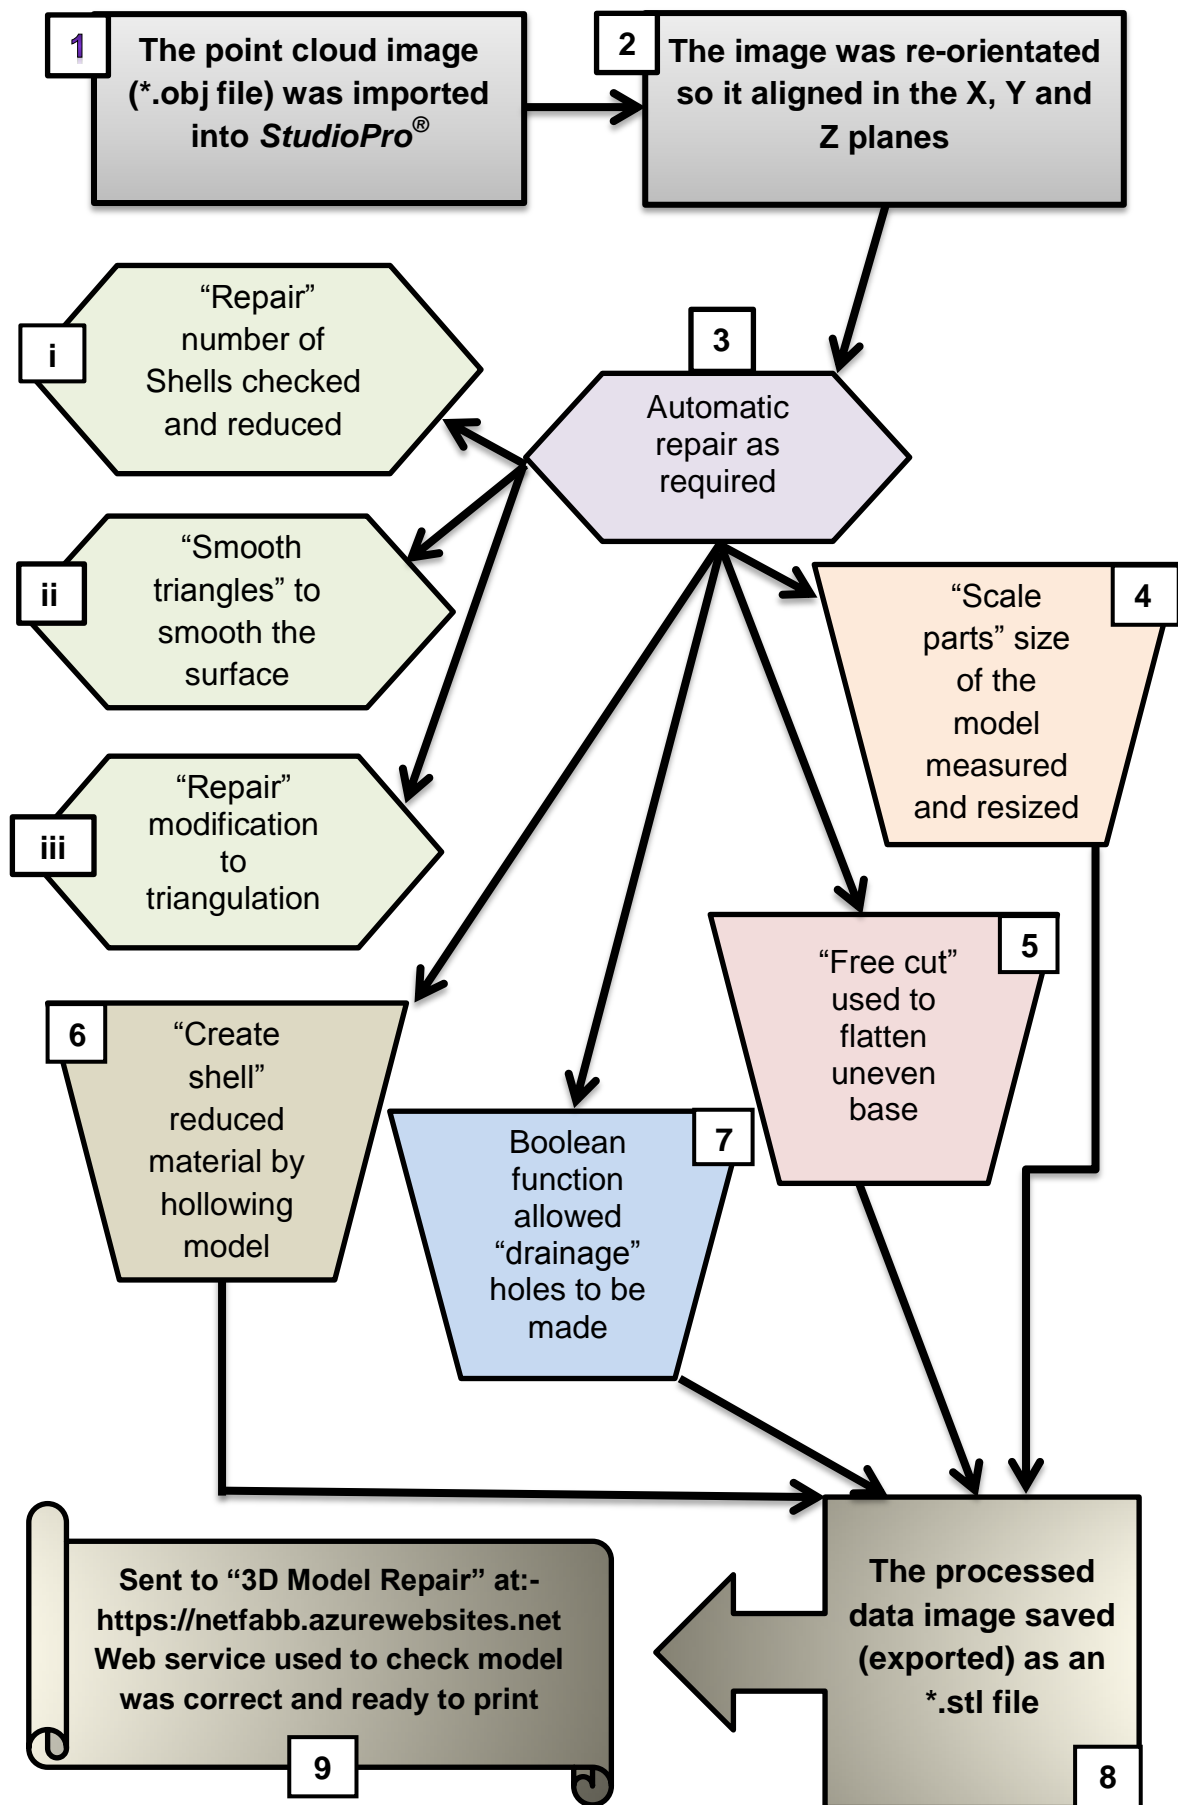 1
The point cloud image
(*.obj file) was imported
into StudioPro®
2
The image was re-orientated
so it aligned in the X, Y and
Z planes
3
Automatic
repair as
required
i
“Repair”
number of
Shells checked
and reduced
ii
“Smooth
triangles” to
smooth the
surface
iii
“Repair”
modification
to
triangulation
4
“Scale
parts” size
of the
model
measured
and resized
5
“Free cut”
used to
flatten
uneven
base
6
“Create
shell”
reduced
material by
hollowing
model
7
Boolean
function
allowed
“drainage”
holes to be
made
The processed
data image saved
(exported) as an
*.stl file
8
Sent to “3D Model Repair” at:-
https://netfabb.azurewebsites.net
Web service used to check model
was correct and ready to print
9